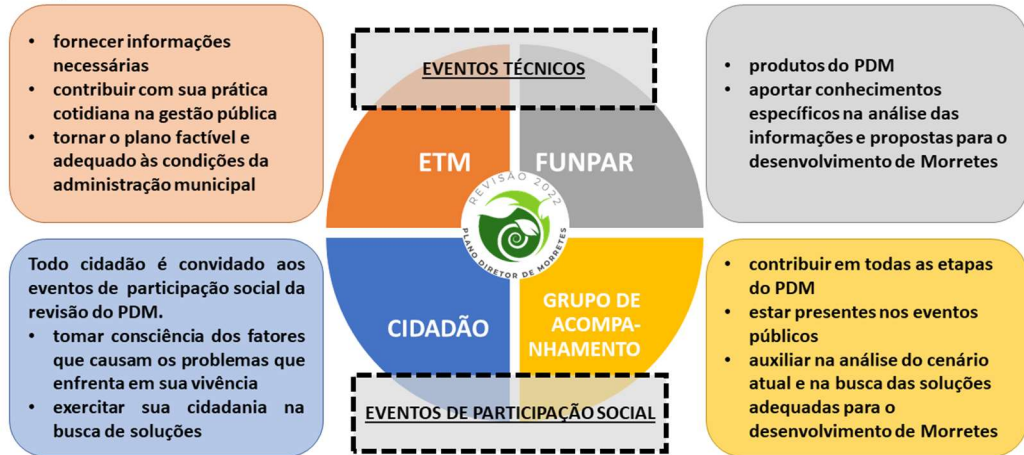 • fornecer informações
necessárias
• contribuir com sua prática
cotidiana na gestão pública
• tornar o plano factível e
adequado às condições da
administração municipal
EVENTOS TÉCNICOS
ETM
FUNPAR
• produtos do PDM
• aportar conhecimentos
específicos na análise das
informações e propostas para o
desenvolvimento de Morretes
REVISÃO 2022
PLANO DIRETOR DE MORRETES
Todo cidadão é convidado aos
eventos de participação social da
revisão do PDM.
• tomar consciência dos fatores
que causam os problemas que
enfrenta em sua vivência
• exercitar sua cidadania na
busca de soluções
CIDADÃO
GRUPO DE
ACOMPA-
NHAMENTO
EVENTOS DE PARTICIPAÇÃO SOCIAL
• contribuir em todas as etapas
do PDM
• estar presentes nos eventos
públicos
• auxiliar na análise do cenário
atual e na busca das soluções
adequadas para o
desenvolvimento de Morretes